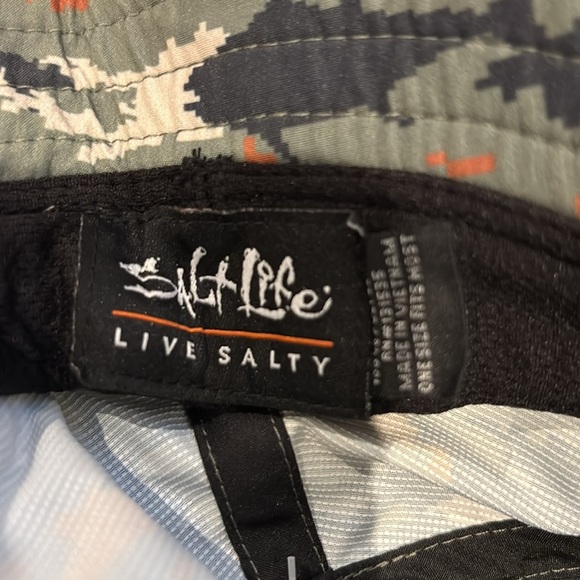 Salt Life
LIVE SALTY
MADE IN VIETNAM
ONE SIZE FITS MOST